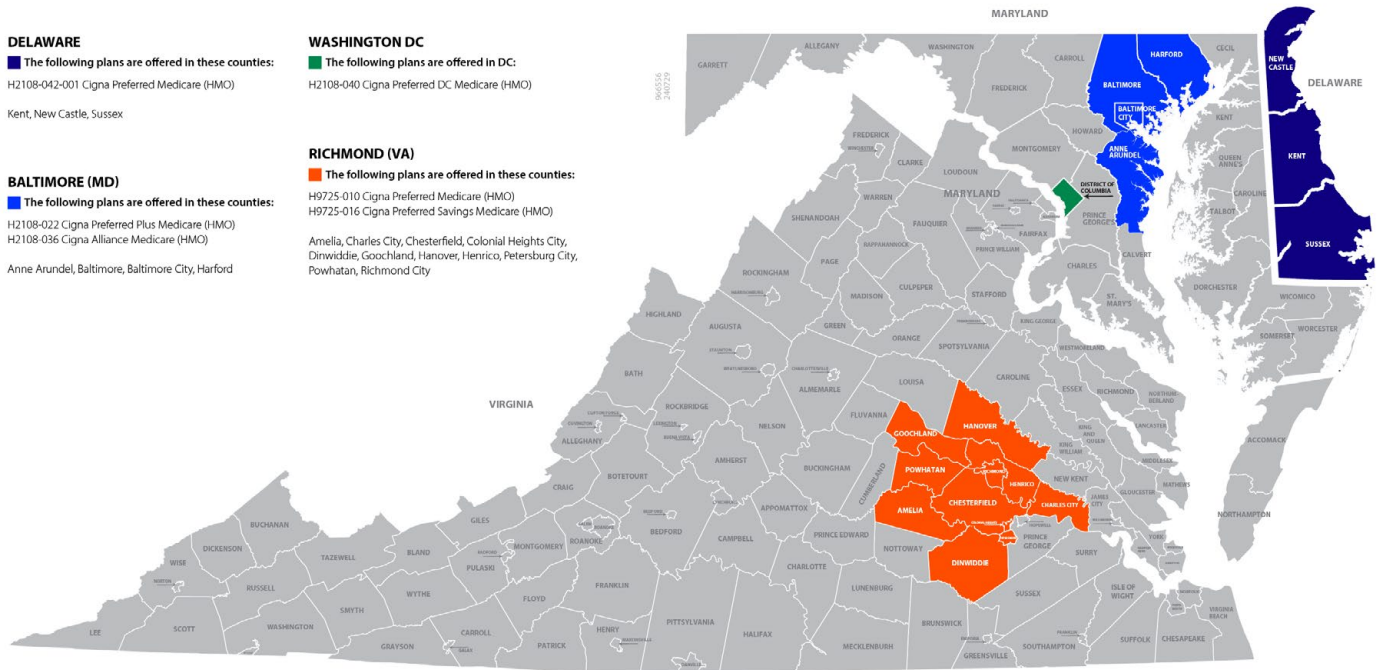 DELAWARE
The following plans are offered in these counties:
H2108-042-001 Cigna Preferred Medicare (HMO)
Kent, New Castle, Sussex
BALTIMORE (MD)
The following plans are offered in these counties:
H2108-022 Cigna Preferred Plus Medicare (HMO)
H2108-036 Cigna Alliance Medicare (HMO)
Anne Arundel, Baltimore, Baltimore City, Harford
WASHINGTON DC
The following plans are offered in DC:
H2108-040 Cigna Preferred DC Medicare (HMO)
RICHMOND (VA)
The following plans are offered in these counties:
H9725-010 Cigna Preferred Medicare (HMO)
H9725-016 Cigna Preferred Savings Medicare (HMO)
Amelia, Charles City, Chesterfield, Colonial Heights City,
Dinwiddie, Goochland, Hanover, Henrico, Petersburg City,
Powhatan, Richmond City
966556
240729
MARYLAND
GARRETT
ALLEGANY
WASHINGTON
FREDERICK
CARROLL
BALTIMORE
HARFORD
CECIL
BALTIMORE
CITY
HOWARD
MONTGOMERY
ANNE
ARUNDEL
KENT
QUEEN
ANNE'S
CAROLINE
TALBOT
DISTRICT OF
COLUMBIA
PRINCE
GEORGE'S
CALVERT
CHARLES
ST.
MARY'S
DORCHESTER
WICOMICO
SOMERSET
WORCESTER
NEW
CASTLE
DELAWARE
KENT
SUSSEX
MARYLAND
VIRGINIA
FREDERICK
CLARKE
LOUDOUN
WARREN
FAUQUIER
FAIRFAX
PRINCE WILLIAM
SHENANDOAH
RAPPAHANNOCK
PAGE
CULPEPER
STAFFORD
ROCKINGHAM
MADISON
GREEN
ORANGE
SPOTSYLVANIA
KING GEORGE
HIGHLAND
AUGUSTA
ALMEMARLE
LOUISA
CAROLINE
WESTMORELAND
ESSEX
RICHMOND
NORTHUM-
BERLAND
LANCASTER
BATH
ROCKBRIDGE
NELSON
FLUVANNA
GOOCHLAND
HANOVER
KING
AND
QUEEN
KING
WILLIAM
MIDDLESEX
MATHEWS
GLOUCESTER
NEW KENT
JAMES
CITY
YORK
ACCOMACK
NORTHAMPTON
ALLEGHANY
BOTETOURT
AMHERST
BUCKINGHAM
CUMBERLAND
POWHATAN
HENRICO
CHESTERFIELD
CHARLES CITY
AMELIA
CRAIG
BEDFORD
APPOMATTOX
CAMPBELL
PRINCE EDWARD
NOTTOWAY
DINWIDDIE
PRINCE
GEORGE
SURRY
SUSSEX
ISLE OF
WIGHT
GILES
ROANOKE
MONTGOMERY
CHARLOTTE
LUNENBURG
BUCHANAN
DICKENSON
WISE
TAZEWELL
BLAND
PULASKI
RUSSELL
WYTHE
FLOYD
FRANKLIN
PITTSYLVANIA
HALIFAX
MECKLENBURH
BRUNSWICK
GREENSVILLE
SOUTHAMPTON
SUFFOLK
CHESAPEAKE
VIRGINIA
BEACH
LEE
SCOTT
WASHINGTON
SMYTH
GRAYSON
CARROLL
PATRICK
HENRY